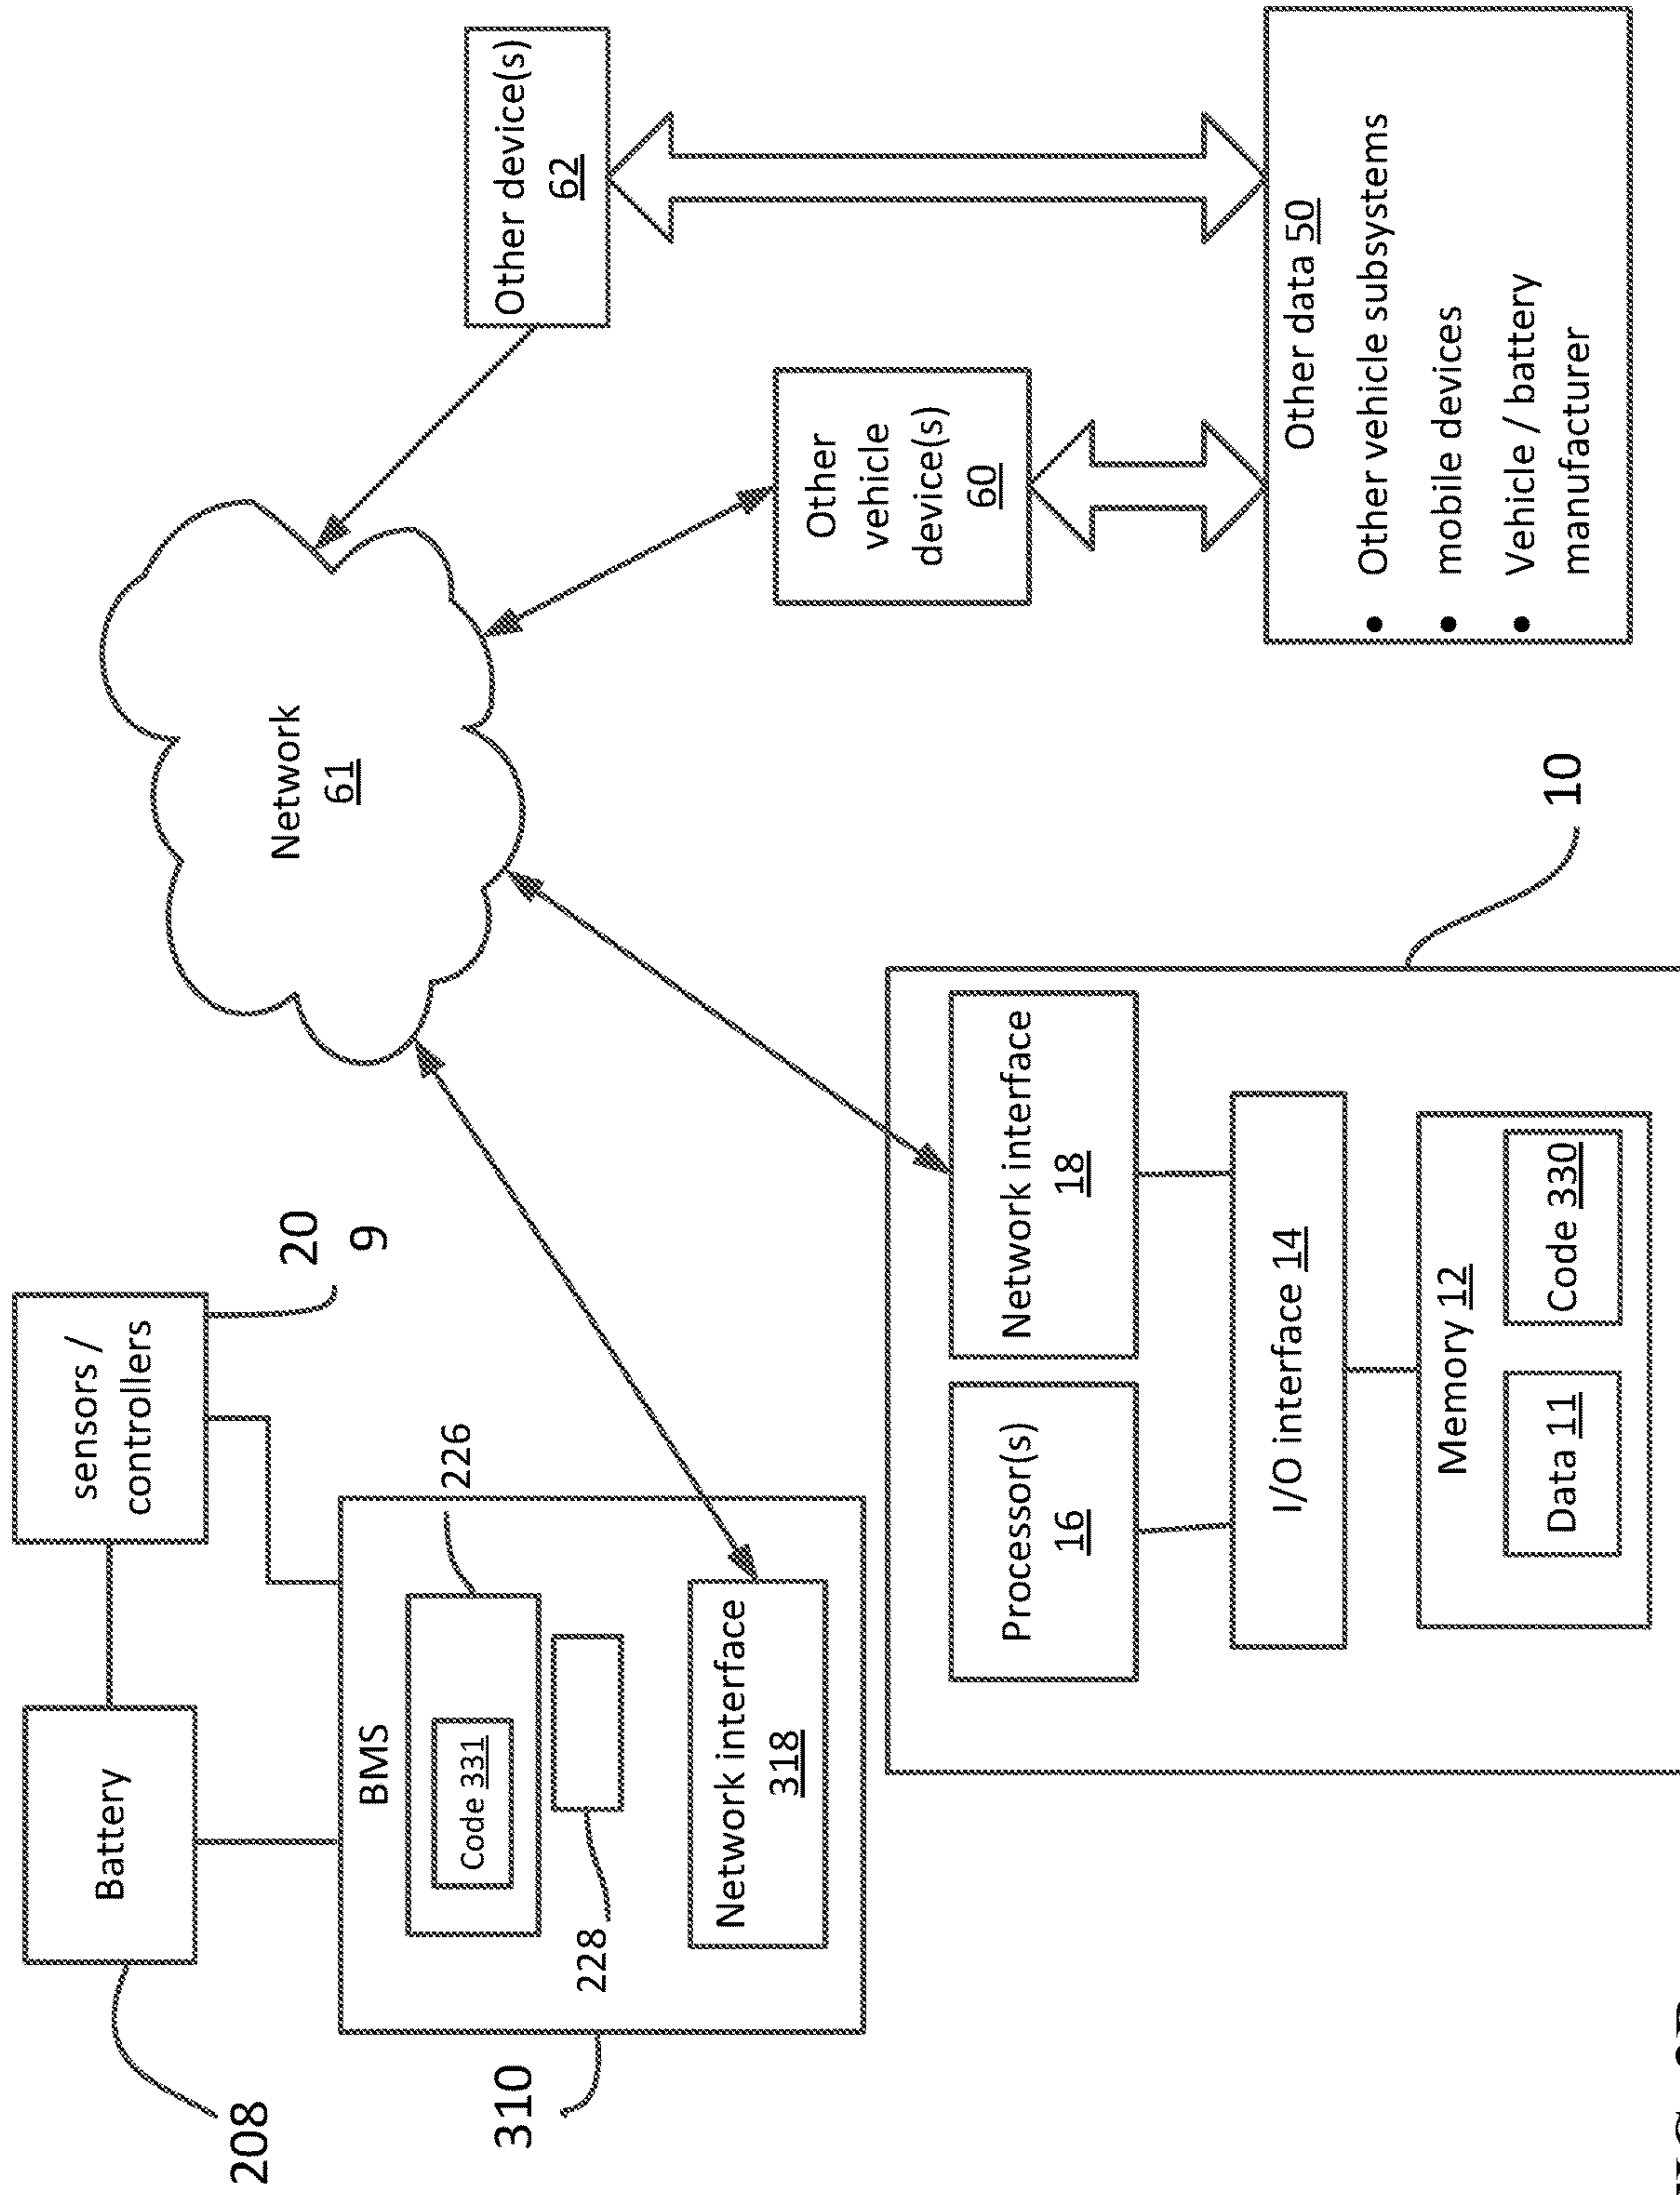 208
Battery
sensors /
controllers
20
9
310
BMS
Code 331
226
228
Network interface
318
Network
61
Other device(s)
62
Other
vehicle
device(s)
60
Other data 50
• Other vehicle subsystems
• mobile devices
• Vehicle / battery
manufacturer
10
Processor(s)
16
Network interface
18
I/O interface 14
Memory 12
Data 11
Code 330